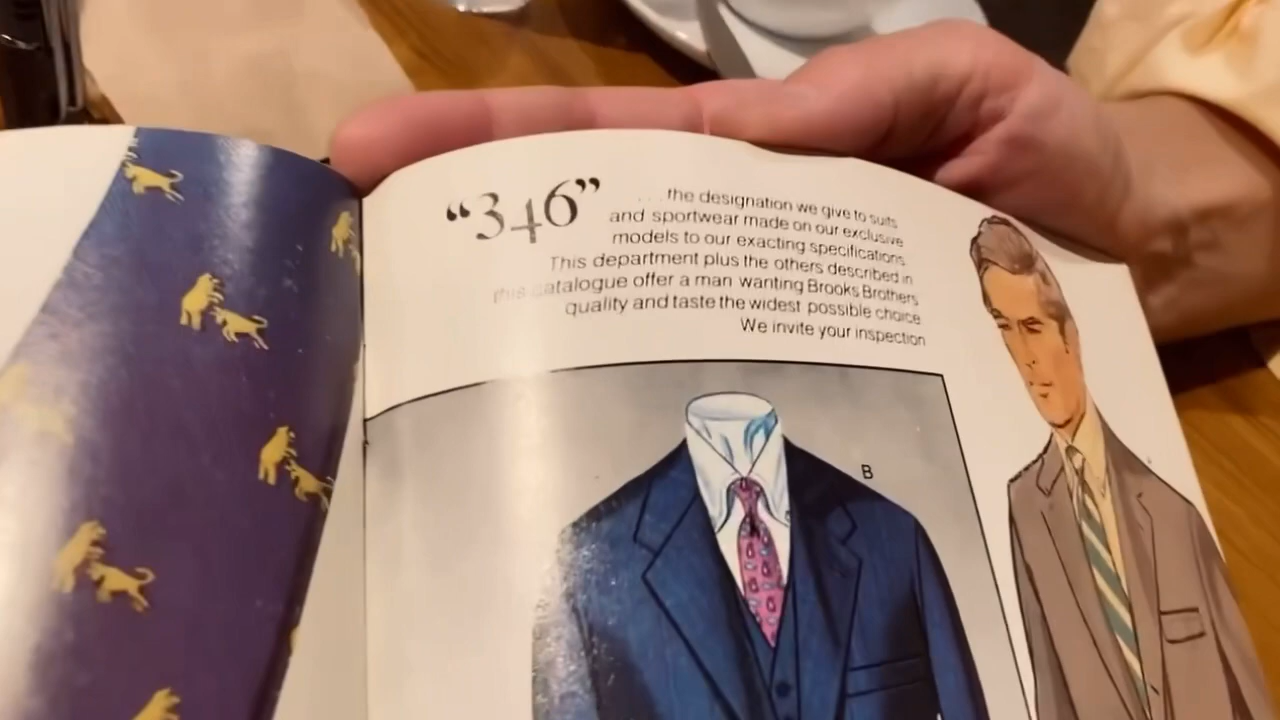 "346"
. . . the designation we give to suits
and sportwear made on our exclusive
models to our exacting specifications.
This department plus the others described in
this catalogue offer a man wanting Brooks Brothers
quality and taste the widest possible choice
We invite your inspection
B